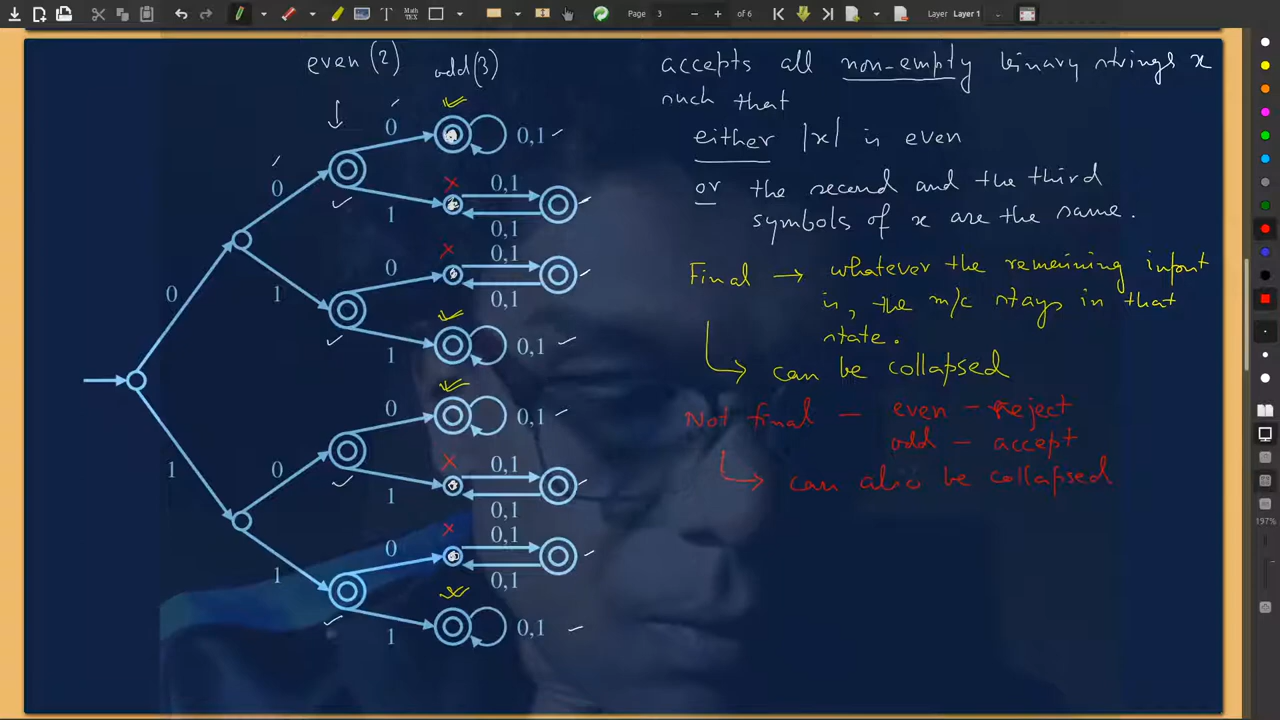 Math
TEX
Page 3 of 6
Layer Layer 1
197%
even (2)
odd (3)
0
0,1
0
1
0,1
0,1
0
0,1
0,1
0
1
1
0,1
0
0,1
1
0
0,1
1
0,1
0
0,1
1
0,1
1
0,1
accepts all non-empty binary strings x
such that
either |x| is even
or the second and the third
symbols of x are the same.
Final → whatever the remaining input
is, the m/c stays in that
state.
can be collapsed
Not final — even – reject
odd – accept
can also be collapsed